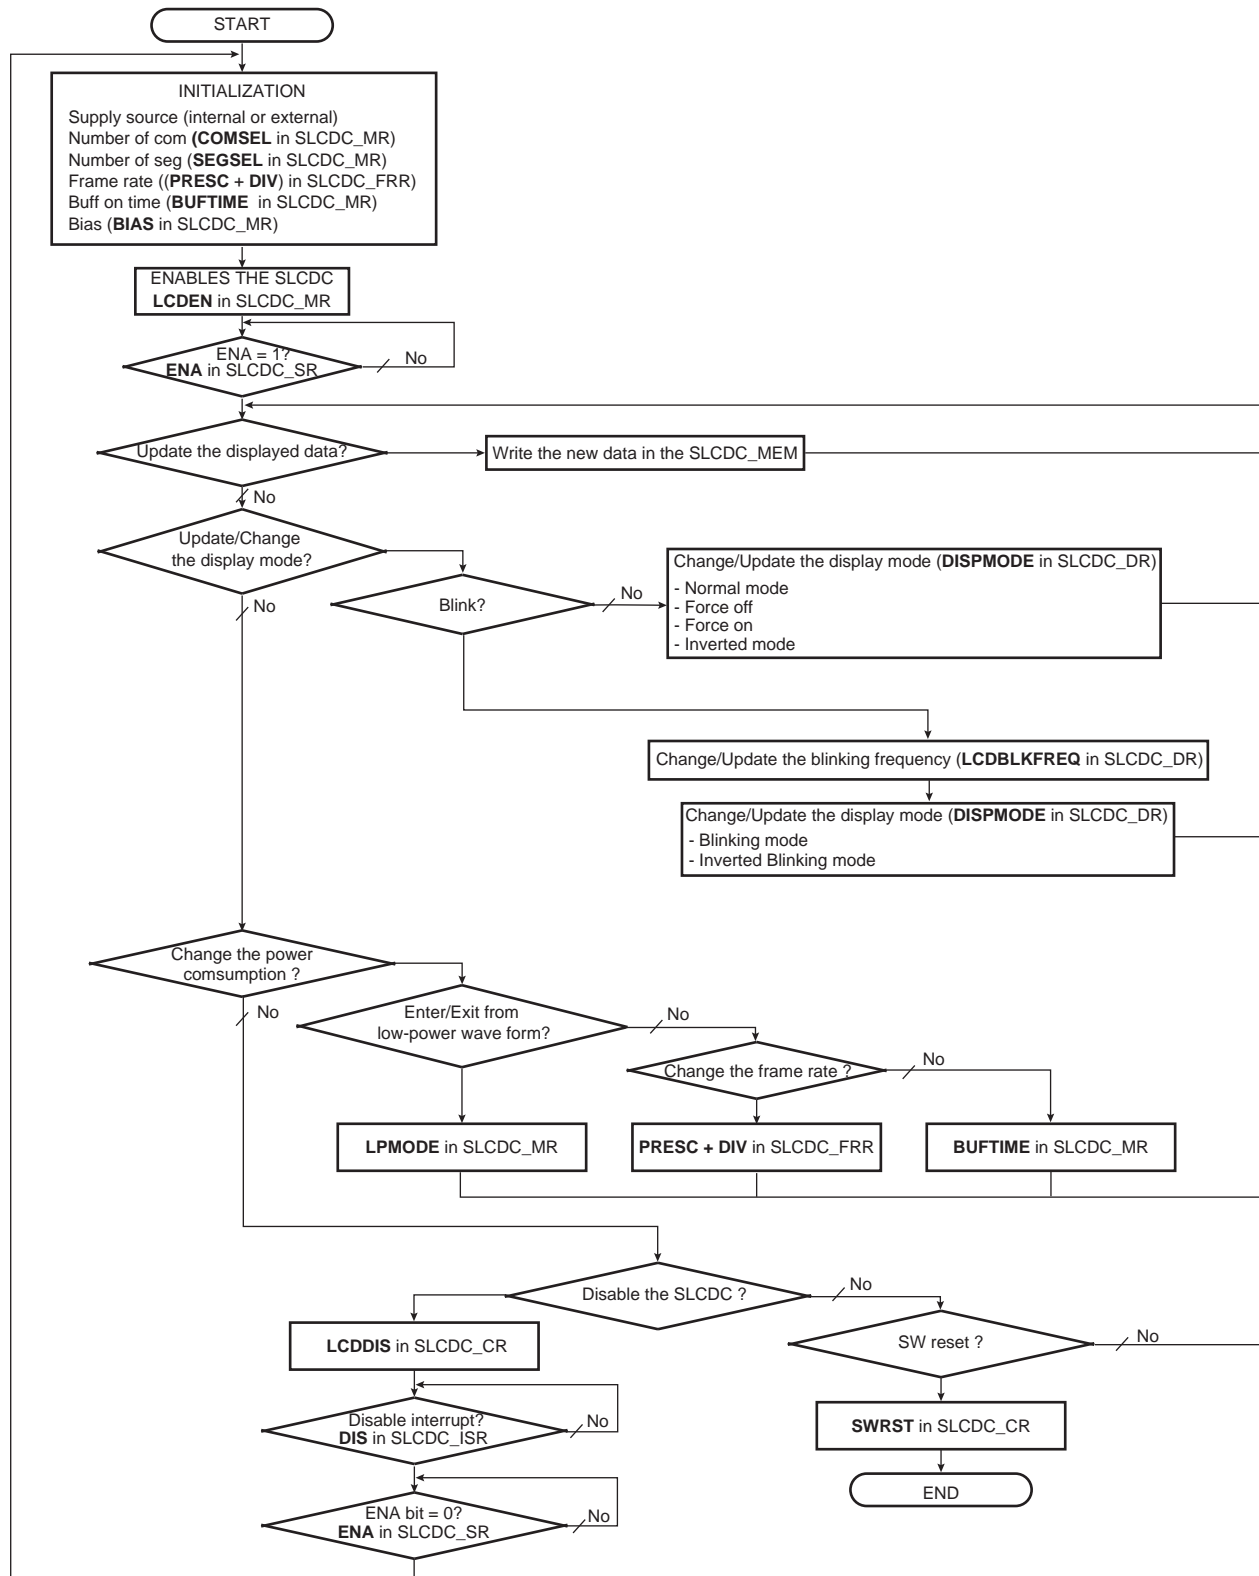 START
INITIALIZATION
Supply source (internal or external)
Number of com (COMSEL in SLCDC_MR)
Number of seg (SEGSEL in SLCDC_MR)
Frame rate ((PRESC + DIV) in SLCDC_FRR)
Buff on time (BUFTIME in SLCDC_MR)
Bias (BIAS in SLCDC_MR)
ENABLES THE SLCDC
LCDEN in SLCDC_MR
ENA = 1?
ENA in SLCDC_SR
No
Update the displayed data?
Write the new data in the SLCDC_MEM
No
Update/Change
the display mode?
No
Blink?
No
Change/Update the display mode (DISPMODE in SLCDC_DR)
- Normal mode
- Force off
- Force on
- Inverted mode
Change/Update the blinking frequency (LCDBLKFREQ in SLCDC_DR)
Change/Update the display mode (DISPMODE in SLCDC_DR)
- Blinking mode
- Inverted Blinking mode
Change the power
comsumption ?
No
Enter/Exit from
low-power wave form?
No
Change the frame rate ?
No
LPMODE in SLCDC_MR
PRESC + DIV in SLCDC_FRR
BUFTIME in SLCDC_MR
Disable the SLCDC ?
No
LCDDIS in SLCDC_CR
SW reset ?
No
Disable interrupt?
DIS in SLCDC_ISR
No
SWRST in SLCDC_CR
END
ENA bit = 0?
ENA in SLCDC_SR
No